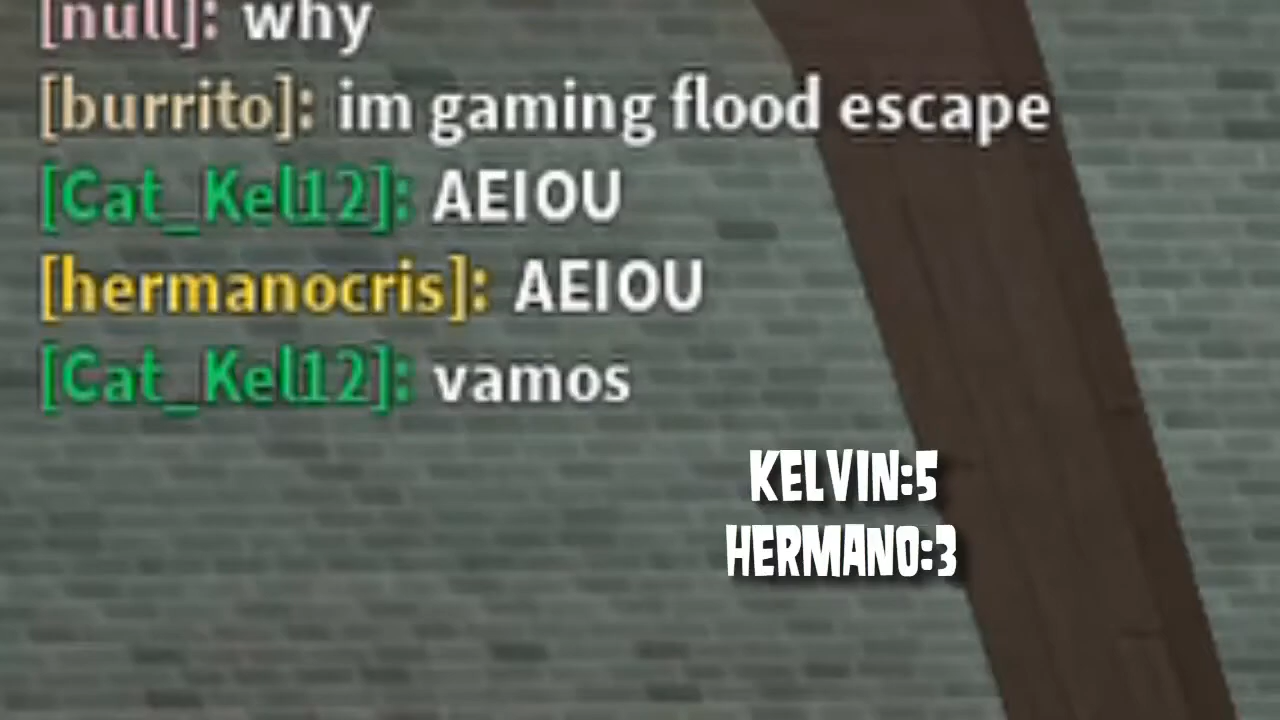 [null]: why
[burrito]: im gaming flood escape
[Cat_Kel12]: AEIOU
[hermanocris]: AEIOU
[Cat_Kel12]: vamos
KELVIN:5
HERMANO:3